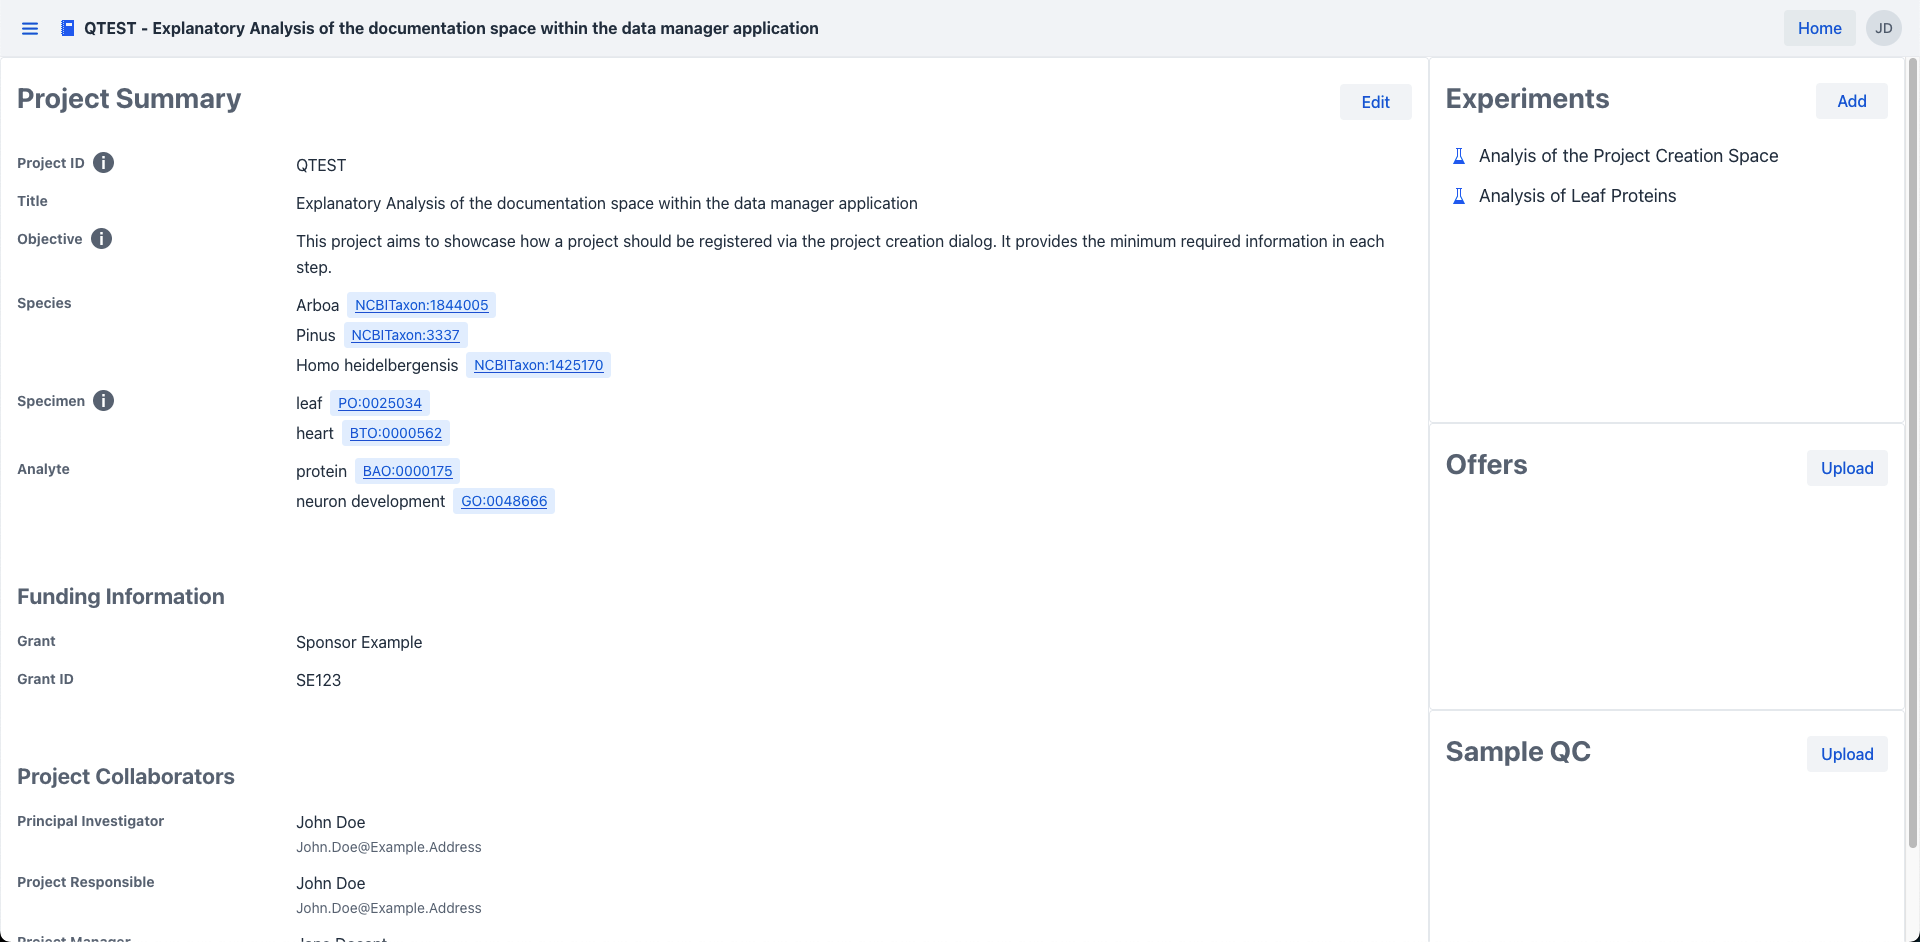 QTEST - Explanatory Analysis of the documentation space within the data manager application
Home
JD
Project Summary
Edit
Project ID
QTEST
Title
Explanatory Analysis of the documentation space within the data manager application
Objective
This project aims to showcase how a project should be registered via the project creation dialog. It provides the minimum required information in each
step.
Species
Arboa NCBITaxon:1844005
Pinus NCBITaxon:3337
Homo heidelbergensis NCBITaxon:1425170
Specimen
leaf PO:0025034
heart BTO:0000562
Analyte
protein BAO:0000175
neuron development GO:0048666
Funding Information
Grant
Sponsor Example
Grant ID
SE123
Project Collaborators
Principal Investigator
John Doe
John.Doe@Example.Address
Project Responsible
John Doe
John.Doe@Example.Address
Project Manager
Experiments
Add
Analyis of the Project Creation Space
Analysis of Leaf Proteins
Offers
Upload
Sample QC
Upload